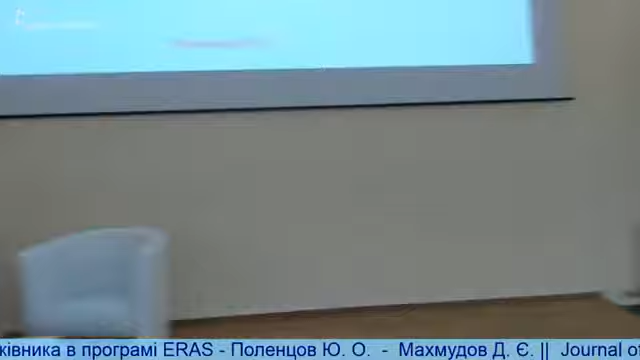 ківника в програмі ERAS - Поленцов Ю. О. - Махмудов Д. Є. || Journal o